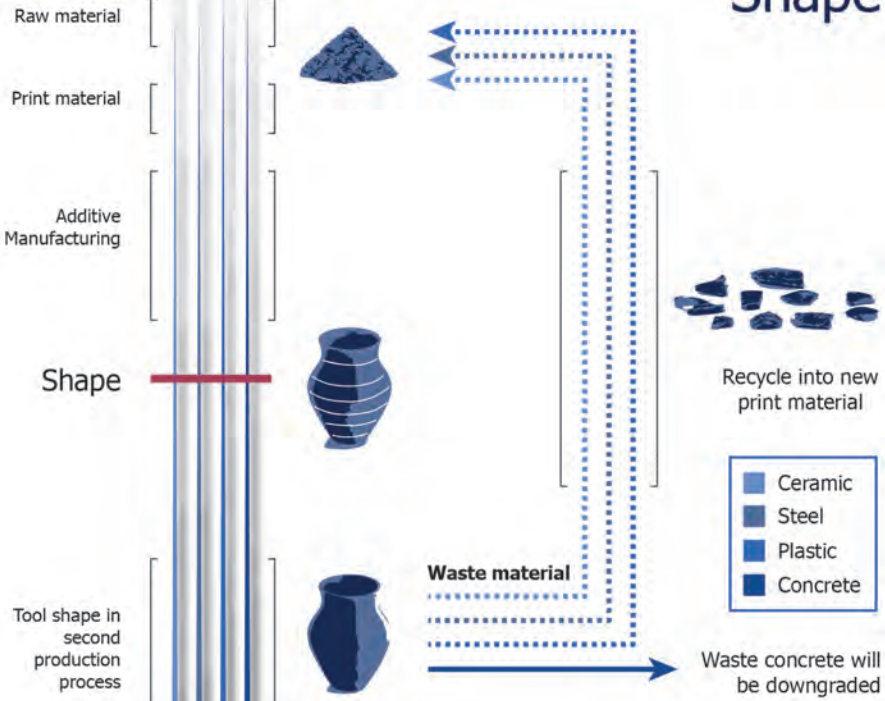 Shape
Raw material
Print material
Additive
Manufacturing
Shape
Recycle into new
print material
Ceramic
Steel
Plastic
Concrete
Waste material
Tool shape in
second
production
process
Waste concrete will
be downgraded